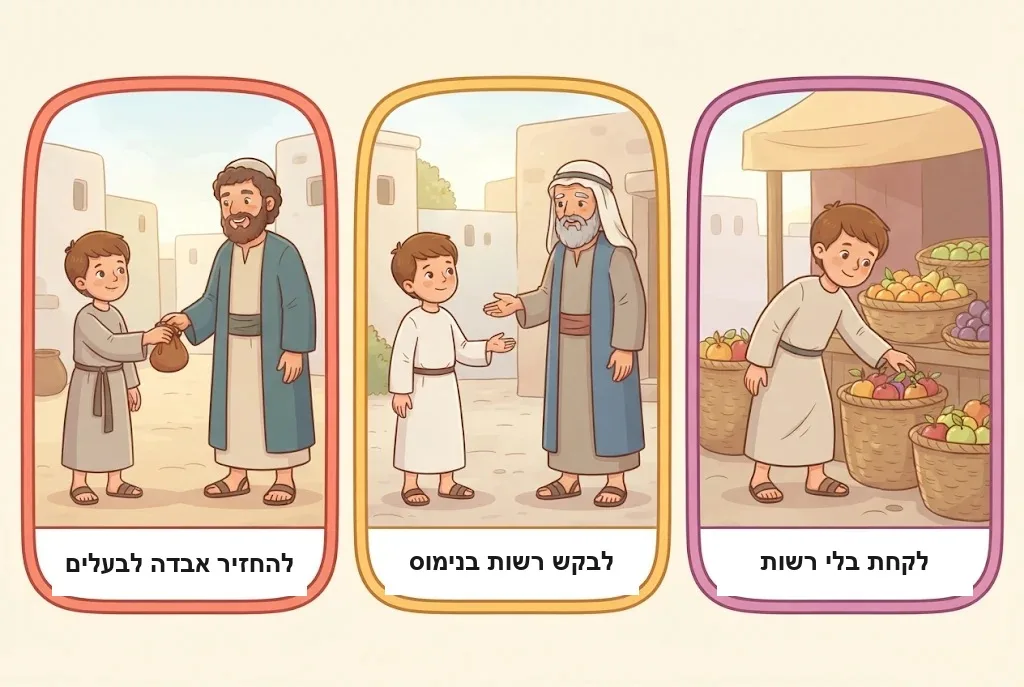 לקחת בלי רשות
לבקש רשות בנימוס
להחזיר אבדה לבעלים